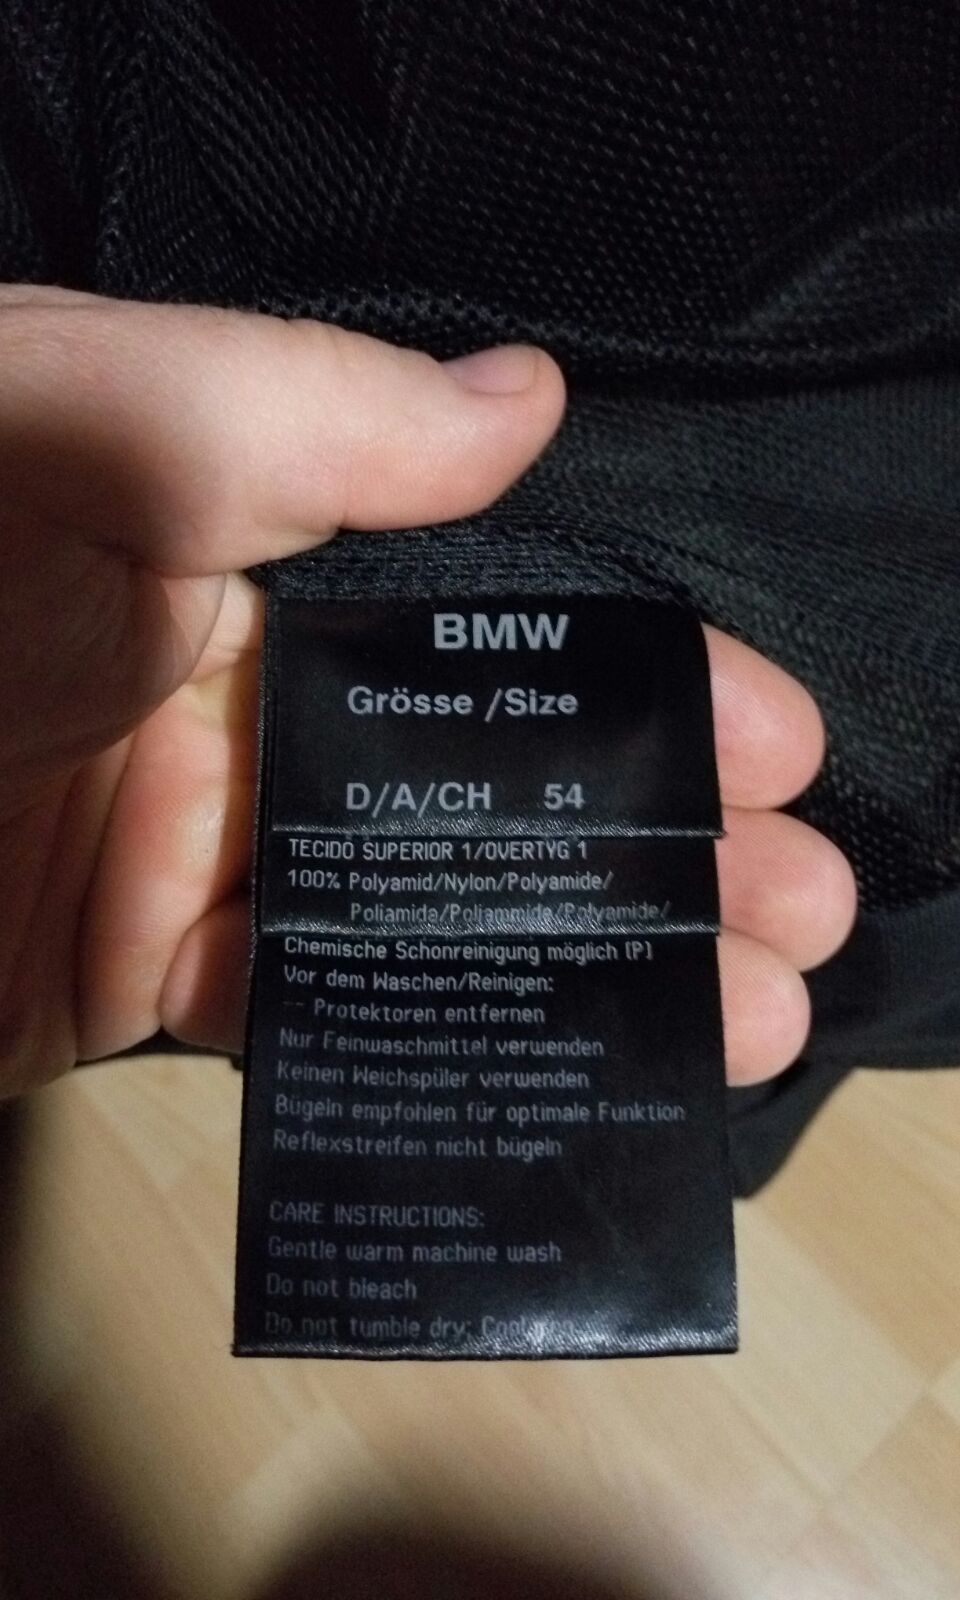 BMW
Grösse /Size
D/A/CH 54
TECIDO SUPERIOR 1/OVERTYG 1
100% Polyamid/Nylon/Polyamide/
Poliamida/Poliammide/Polyamide/
Chemische Schonreinigung möglich (P)
Vor dem Waschen/Reinigen:
-- Protektoren entfernen
Nur Feinwaschmittel verwenden
Keinen Weichspüler verwenden
Bügeln empfohlen für optimale Funktion
Reflexstreifen nicht bügeln
CARE INSTRUCTIONS:
Gentle warm machine wash
Do not bleach
Do not tumble dry; Cool iron